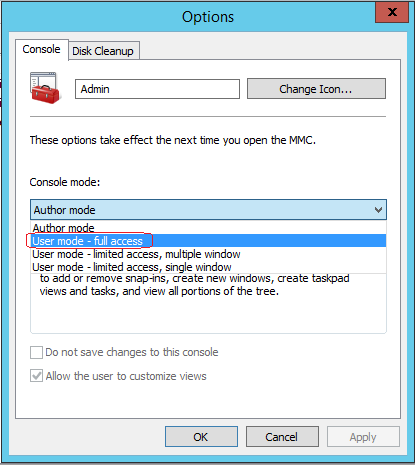 Options
x
Console
Disk Cleanup
Admin
Change Icon...
These options take effect the next time you open the MMC.
Console mode:
Author mode
Author mode
User mode - full access
User mode - limited access, multiple window
User mode - limited access, single window
to add or remove snap-ins, create new windows, create taskpad
views and tasks, and view all portions of the tree.
Do not save changes to this console
Allow the user to customize views
OK
Cancel
Apply